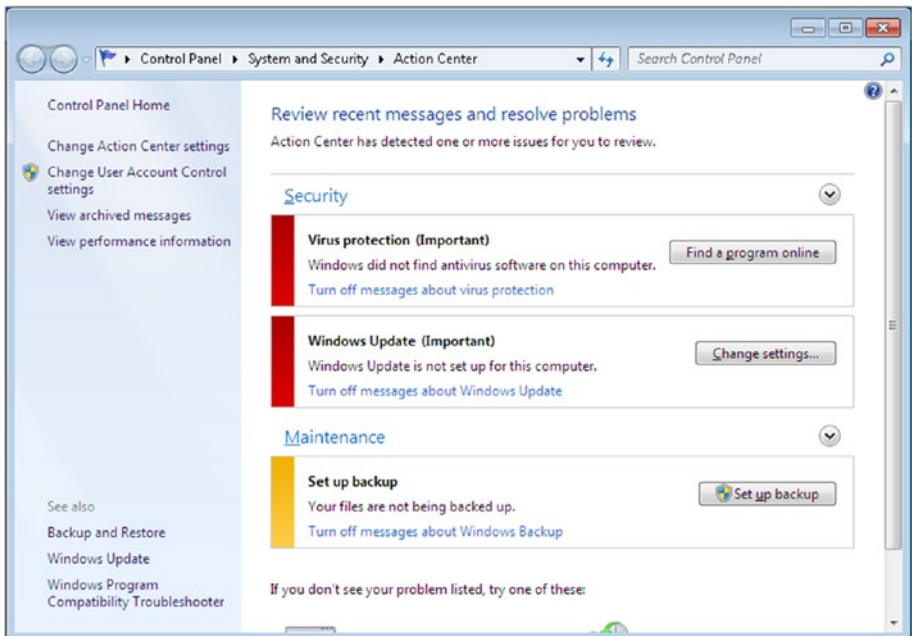 Control Panel ▸ System and Security ▸ Action Center
Search Control Panel
Control Panel Home
Change Action Center settings
Change User Account Control
settings
View archived messages
View performance information
See also
Backup and Restore
Windows Update
Windows Program
Compatibility Troubleshooter
Review recent messages and resolve problems
Action Center has detected one or more issues for you to review.
Security
Virus protection (Important)
Windows did not find antivirus software on this computer.
Turn off messages about virus protection
Find a program online
Windows Update (Important)
Windows Update is not set up for this computer.
Turn off messages about Windows Update
Change settings...
Maintenance
Set up backup
Your files are not being backed up.
Turn off messages about Windows Backup
Set up backup
If you don't see your problem listed, try one of these: